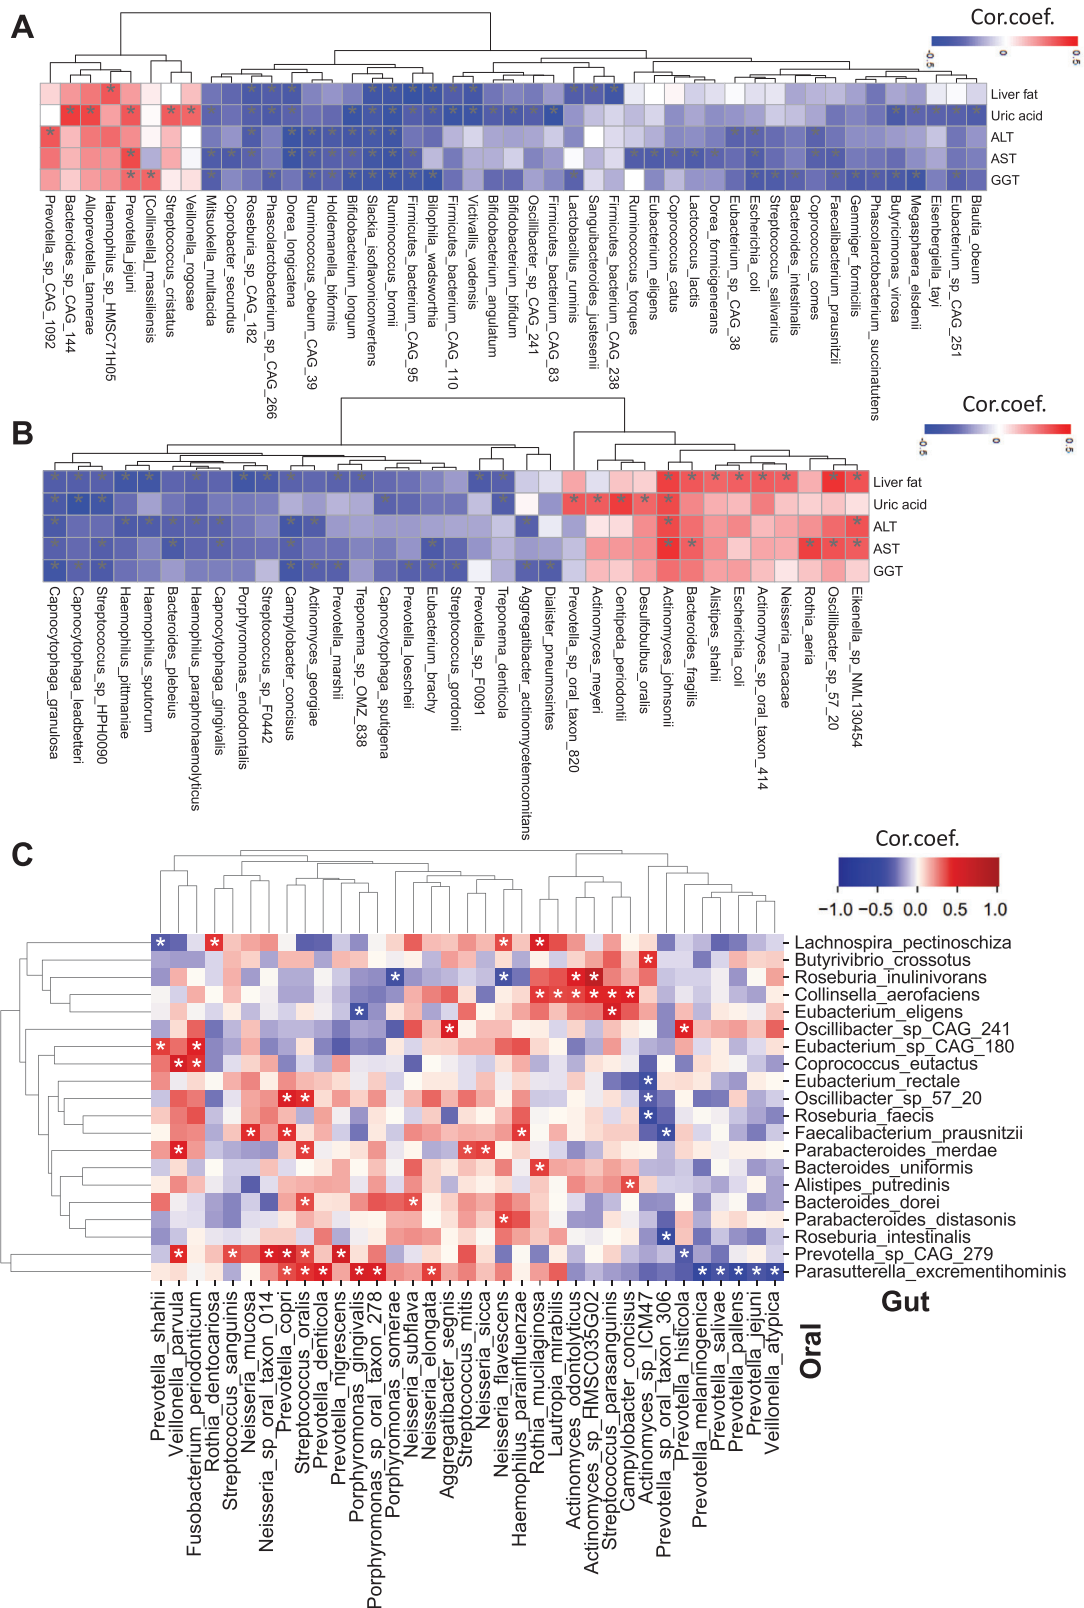 A
Cor.coef.
-0.5
0
0.5
Liver fat
Uric acid
ALT
AST
GGT
Prevotella_sp_CAG_1092
Bacteroides_sp_CAG_144
Alloprevotella_tannerae
Haemophilus_sp_HMSC71H05
Prevotella_jejuni
[Collinsella]_massiliensis
Streptococcus_cristatus
Veillonella_rogosae
Mitsuokella_multacida
Coprobacter_secundus
Roseburia_sp_CAG_182
Phascolarctobacterium_sp_CAG_266
Dorea_longicatena
Ruminococcus_obeum_CAG_39
Holdemanella_biformis
Bifidobacterium_longum
Slackia_isoflavoniconvertens
Ruminococcus_bromii
Firmicutes_bacterium_CAG_95
Bilophila_wadsworthia
Firmicutes_bacterium_CAG_110
Victivallis_vadensis
Bifidobacterium_angulatum
Bifidobacterium_bifidum
Oscillibacter_sp_CAG_241
Firmicutes_bacterium_CAG_83
Lactobacillus_ruminis
Sanguibacteroides_justesenii
Firmicutes_bacterium_CAG_238
Ruminococcus_torques
Eubacterium_eligens
Coprococcus_catus
Lactococcus_lactis
Dorea_formicigenerans
Eubacterium_sp_CAG_38
Escherichia_coli
Streptococcus_salivarius
Bacteroides_intestinalis
Coprococcus_comes
Faecalibacterium_prausnitzii
Gemmiger_formicilis
Phascolarctobacterium_succinatutens
Butyricimonas_virosa
Megasphaera_elsdenii
Eisenbergiella_tayi
Eubacterium_sp_CAG_251
Blautia_obeum
B
Cor.coef.
-0.5
0
0.5
Liver fat
Uric acid
ALT
AST
GGT
Capnocytophaga_granulosa
Capnocytophaga_leadbetteri
Streptococcus_sp_HPH0090
Haemophilus_pittmaniae
Haemophilus_sputorum
Bacteroides_plebeius
Haemophilus_paraphrohaemolyticus
Capnocytophaga_gingivalis
Porphyromonas_endodontalis
Streptococcus_sp_F0442
Campylobacter_concisus
Actinomyces_georgiae
Prevotella_marshii
Treponema_sp_OMZ_838
Capnocytophaga_sputigena
Prevotella_loescheii
Eubacterium_brachy
Streptococcus_gordonii
Prevotella_sp_F0091
Treponema_denticola
Aggregatibacter_actinomycetemcomitans
Dialister_pneumosintes
Prevotella_sp_oral_taxon_820
Actinomyces_meyeri
Centipeda_periodontii
Desulfobulbus_oralis
Actinomyces_johnsonii
Bacteroides_fragilis
Alistipes_shahii
Escherichia_coli
Actinomyces_sp_oral_taxon_414
Neisseria_macacae
Rothia_aeria
Oscillibacter_sp_57_20
Eikenella_sp_NML130454
C
Cor.coef.
−1.0 −0.5 0.0 0.5 1.0
Lachnospira_pectinoschiza
Butyrivibrio_crossotus
Roseburia_inulinivorans
Collinsella_aerofaciens
Eubacterium_eligens
Oscillibacter_sp_CAG_241
Eubacterium_sp_CAG_180
Coprococcus_eutactus
Eubacterium_rectale
Oscillibacter_sp_57_20
Roseburia_faecis
Faecalibacterium_prausnitzii
Parabacteroides_merdae
Bacteroides_uniformis
Alistipes_putredinis
Bacteroides_dorei
Parabacteroides_distasonis
Roseburia_intestinalis
Prevotella_sp_CAG_279
Parasutterella_excrementihominis
Gut
Oral
Prevotella_shahii
Veillonella_parvula
Fusobacterium_periodonticum
Rothia_dentocariosa
Streptococcus_sanguinis
Neisseria_mucosa
Neisseria_sp_oral_taxon_014
Prevotella_copri
Streptococcus_oralis
Prevotella_denticola
Prevotella_nigrescens
Porphyromonas_gingivalis
Porphyromonas_sp_oral_taxon_278
Porphyromonas_somerae
Neisseria_subflava
Neisseria_elongata
Aggregatibacter_segnis
Streptococcus_mitis
Neisseria_sicca
Neisseria_flavescens
Haemophilus_parainfluenzae
Rothia_mucilaginosa
Lautropia_mirabilis
Actinomyces_odontolyticus
Actinomyces_sp_HMSC035G02
Streptococcus_parasanguinis
Campylobacter_concisus
Actinomyces_sp_ICM47
Prevotella_sp_oral_taxon_306
Prevotella_histicola
Prevotella_melaninogenica
Prevotella_salivae
Prevotella_pallens
Prevotella_jejuni
Veillonella_atypica